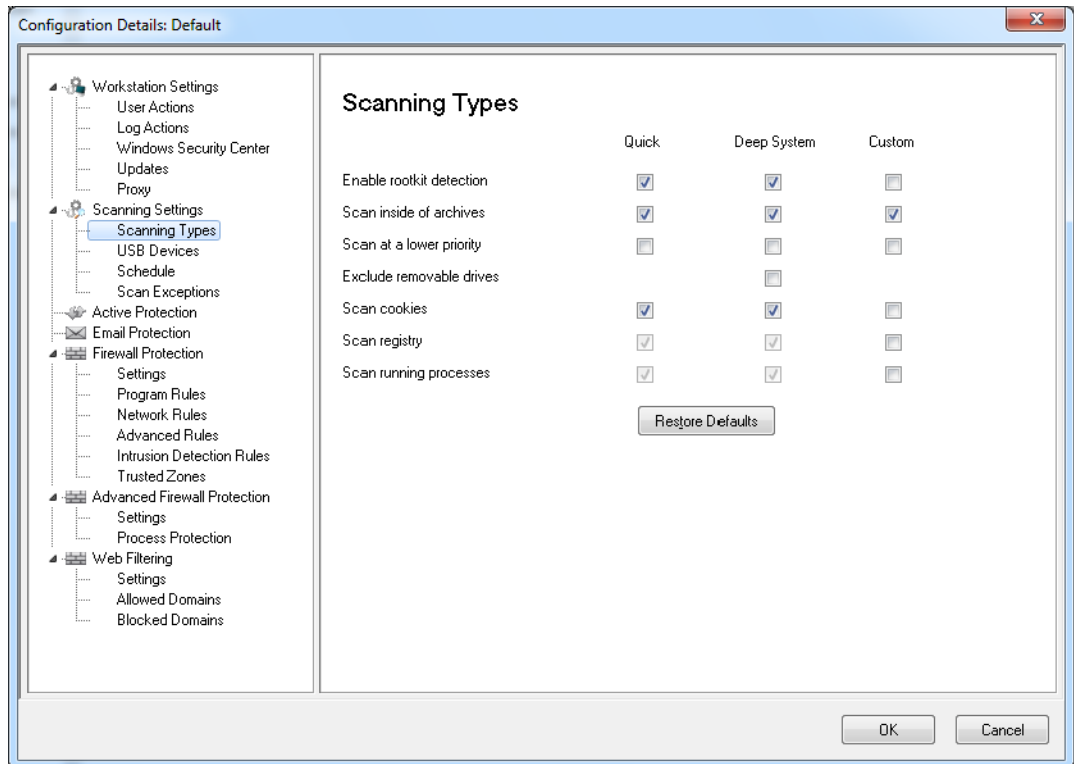 Configuration Details: Default
Workstation Settings
User Actions
Log Actions
Windows Security Center
Updates
Proxy
Scanning Settings
Scanning Types
USB Devices
Schedule
Scan Exceptions
Active Protection
Email Protection
Firewall Protection
Settings
Program Rules
Network Rules
Advanced Rules
Intrusion Detection Rules
Trusted Zones
Advanced Firewall Protection
Settings
Process Protection
Web Filtering
Settings
Allowed Domains
Blocked Domains
Scanning Types
Quick Deep System Custom
Enable rootkit detection
Scan inside of archives
Scan at a lower priority
Exclude removable drives
Scan cookies
Scan registry
Scan running processes
Restore Defaults
OK Cancel